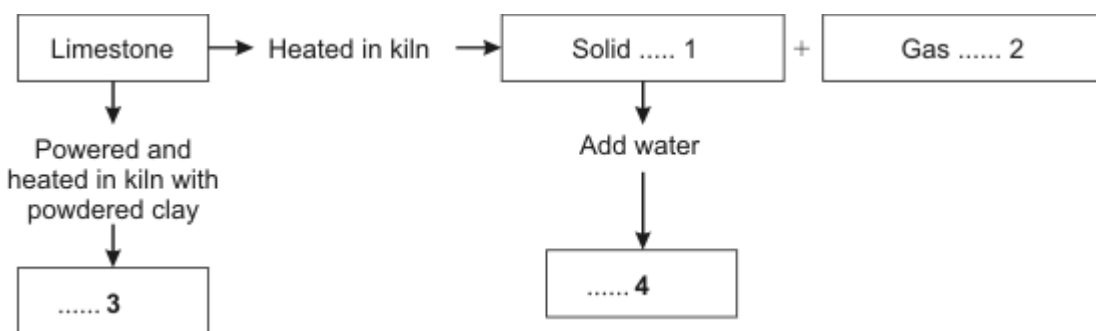 Limestone
Heated in kiln
Solid ..... 1
+
Gas ...... 2
Powered and
heated in kiln with
powdered clay
Add water
...... 3
...... 4